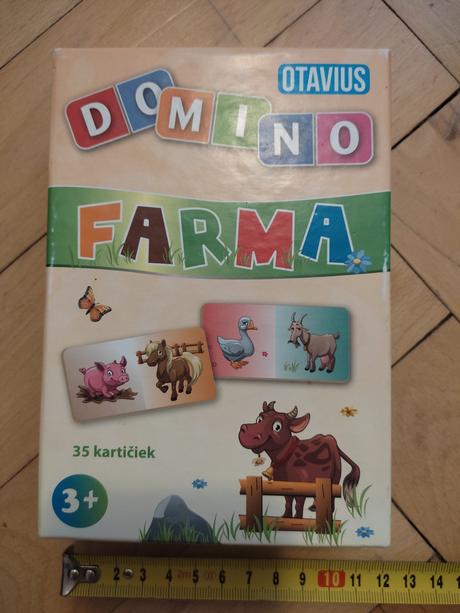 OTAVIUS
DOMINO
FARMA
35 kartičiek
3+
2 3 4 5 6 7 8 9 10 11 12 13 14